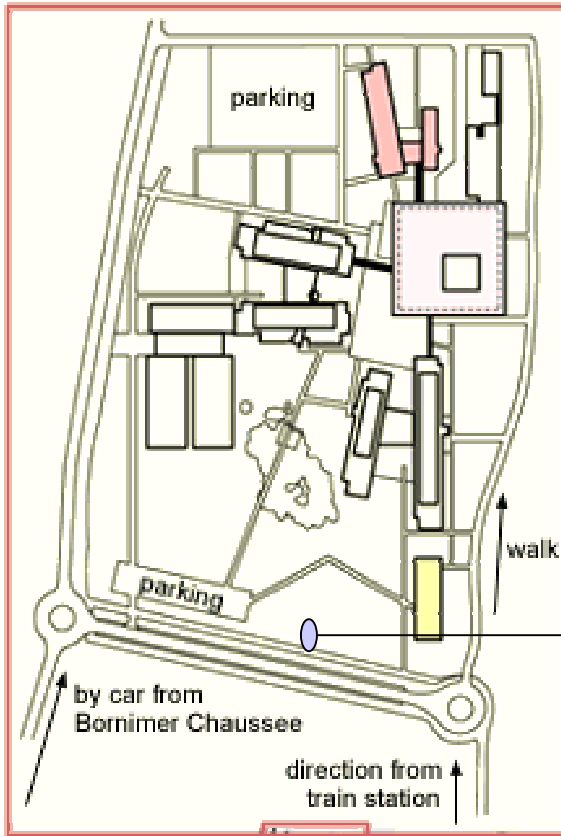 parking
walk
parking
by car from
Bornimer Chaussee
direction from
train station